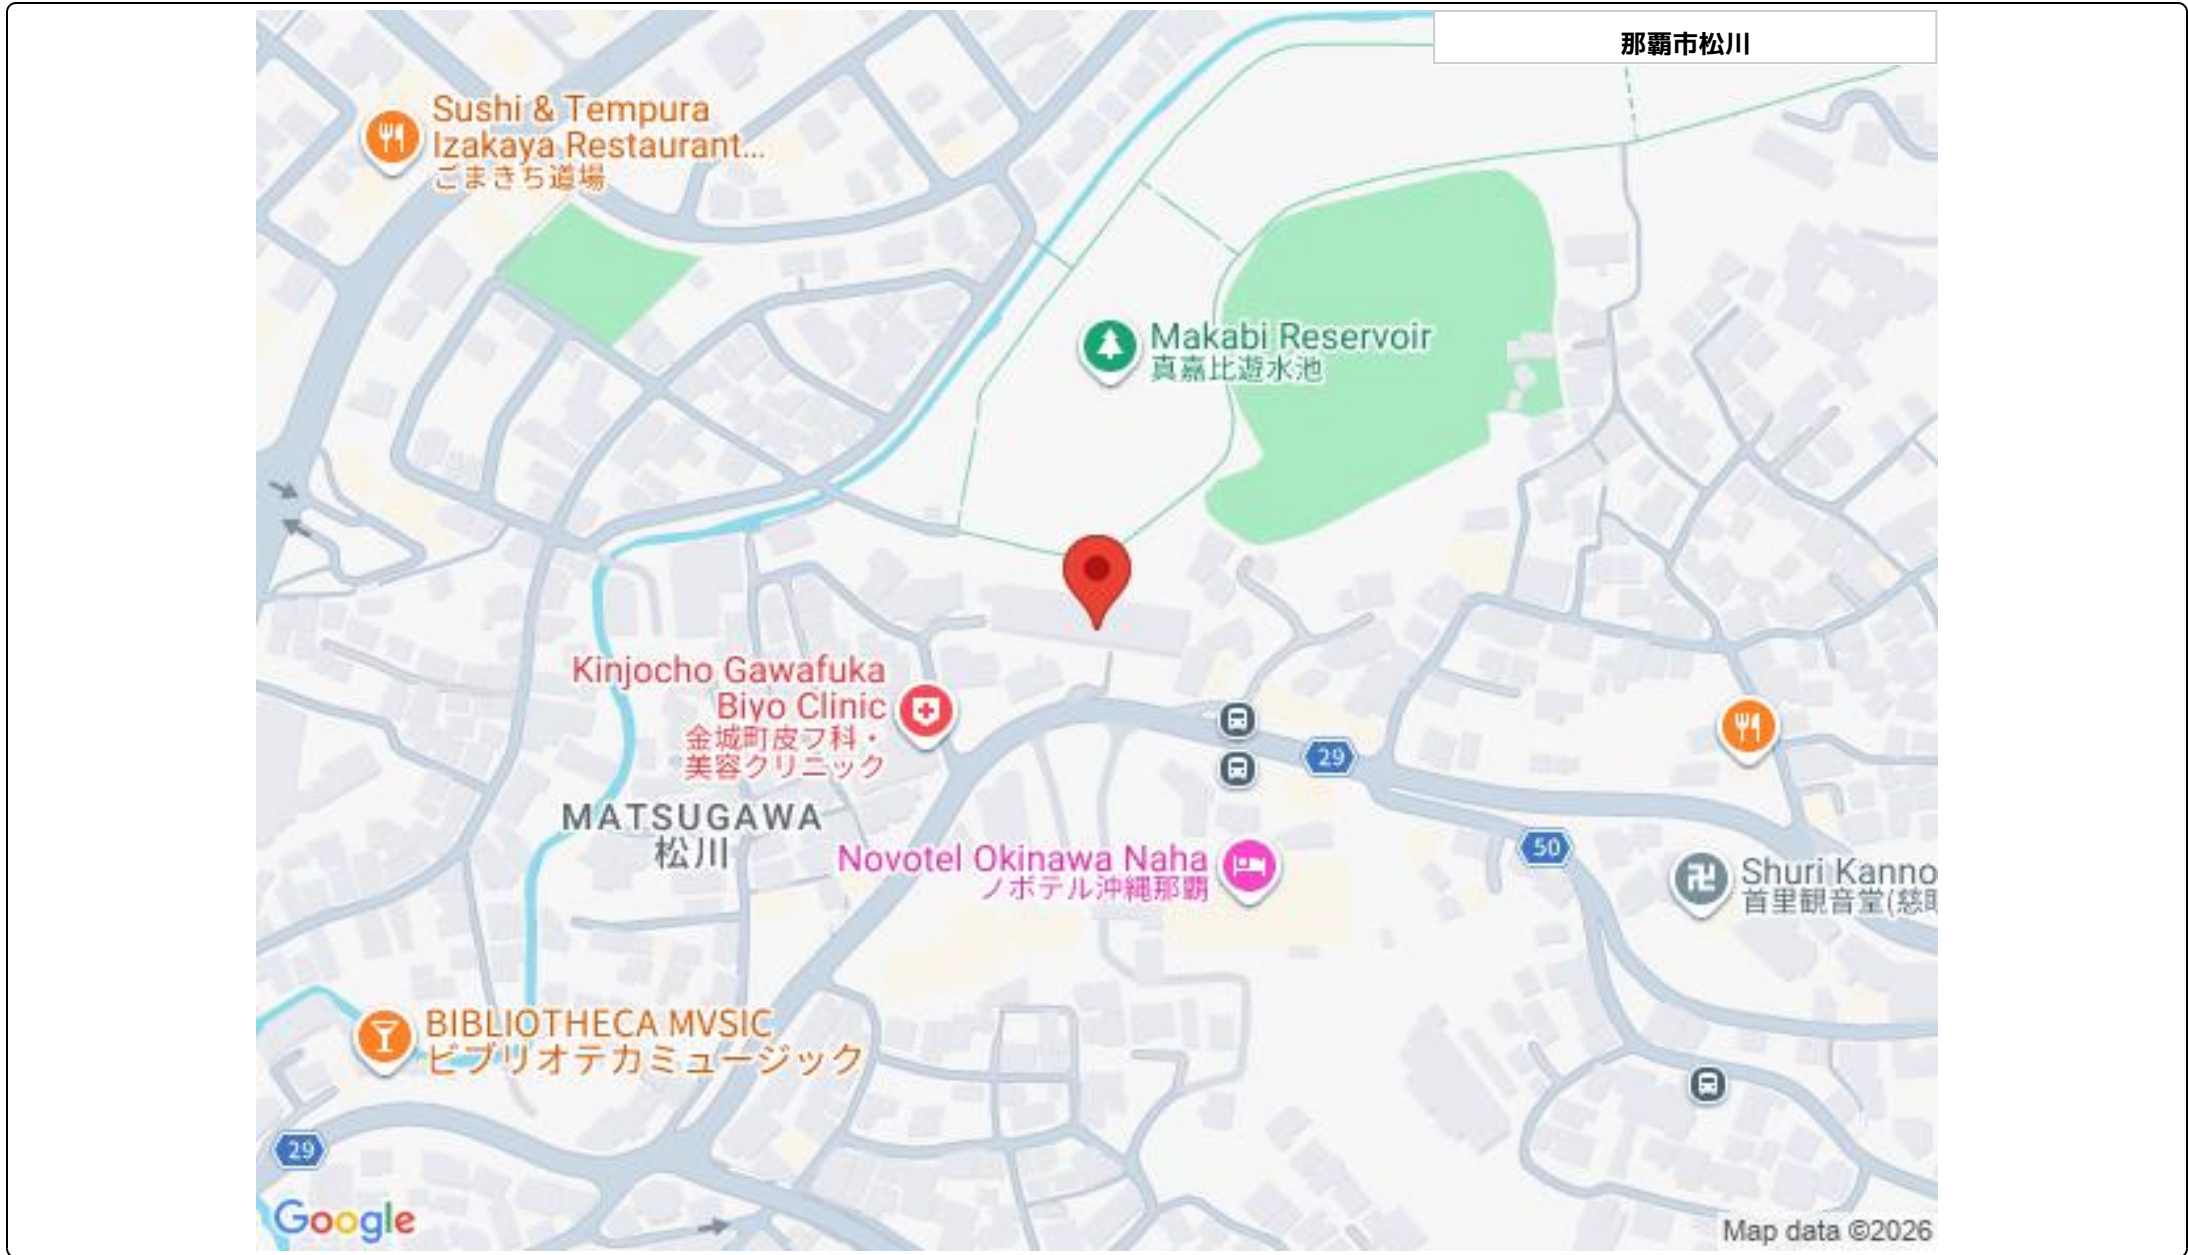 那覇市松川
Sushi & Tempura
Izakaya Restaurant...
ごまきち道場
Makabi Reservoir
真嘉比遊水池
Kinjocho Gawafuka
Biyo Clinic
金城町皮フ科・
美容クリニック
29
MATSUGAWA
松川
Novotel Okinawa Naha
ノボテル沖縄那覇
50
Shuri Kanno
首里観音堂(慈眼
BIBLIOTHECA MVSIC
ビブリオテカミュージック
29
Google
Map data ©2026